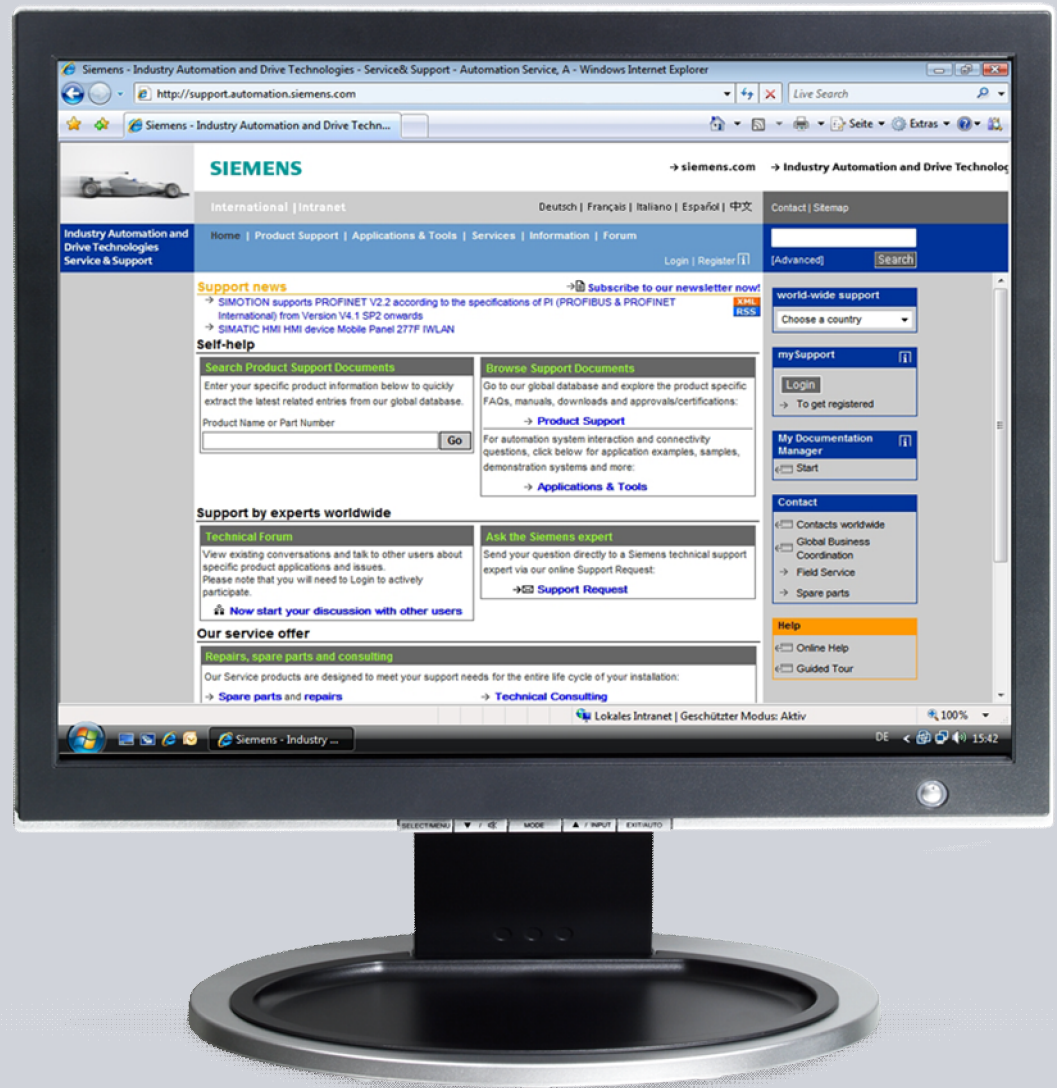 Siemens - Industry Automation and Drive Technologies - Service& Support - Automation Service, A - Windows Internet Explorer
http://support.automation.siemens.com
Live Search
Siemens - Industry Automation and Drive Techn...
Seite
Extras
SIEMENS
→ siemens.com
→ Industry Automation and Drive Technolog
International | Intranet
Deutsch | Français | Italiano | Español | 中文
Contact | Sitemap
Industry Automation and
Drive Technologies
Service & Support
Home | Product Support | Applications & Tools | Services | Information | Forum
Login | Register
[Advanced]
Search
Support news
→ Subscribe to our newsletter now!
→ SIMOTION supports PROFINET V2.2 according to the specifications of PI (PROFIBUS & PROFINET
International) from Version V4.1 SP2 onwards
XML
RSS
→ SIMATIC HMI HMI device Mobile Panel 277F IWLAN
Self-help
Search Product Support Documents
Enter your specific product information below to quickly
extract the latest related entries from our global database.
Product Name or Part Number
Go
Browse Support Documents
Go to our global database and explore the product specific
FAQs, manuals, downloads and approvals/certifications:
→ Product Support
For automation system interaction and connectivity
questions, click below for application examples, samples,
demonstration systems and more:
→ Applications & Tools
Support by experts worldwide
Technical Forum
View existing conversations and talk to other users about
specific product applications and issues.
Please note that you will need to Login to actively
participate.
Now start your discussion with other users
Ask the Siemens expert
Send your question directly to a Siemens technical support
expert via our online Support Request:
→ Support Request
Our service offer
Repairs, spare parts and consulting
Our Service products are designed to meet your support needs for the entire life cycle of your installation:
→ Spare parts and repairs
→ Technical Consulting
world-wide support
Choose a country
mySupport
Login
→ To get registered
My Documentation
Manager
Start
Contact
Contacts worldwide
Global Business
Coordination
→ Field Service
→ Spare parts
Help
Online Help
Guided Tour
Lokales Intranet | Geschützter Modus: Aktiv
100%
Siemens - Industry ...
DE
15:42
SELECT/MENU
▼ /
MODE
▲ / INPUT
EXIT/AUTO